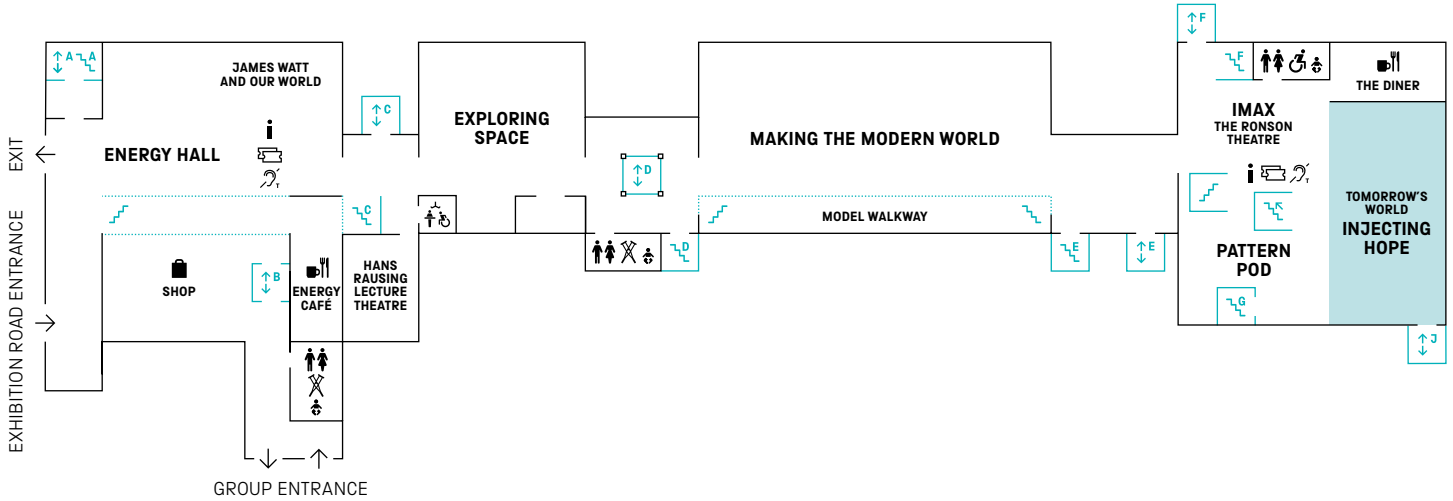 A
A
JAMES WATT
AND OUR WORLD
ENERGY HALL
EXIT
EXHIBITION ROAD ENTRANCE
SHOP
B
ENERGY
CAFÉ
GROUP ENTRANCE
C
C
HANS
RAUSING
LECTURE
THEATRE
EXPLORING
SPACE
D
D
MAKING THE MODERN WORLD
MODEL WALKWAY
E
E
F
F
IMAX
THE RONSON
THEATRE
PATTERN
POD
G
THE DINER
TOMORROW'S
WORLD
INJECTING
HOPE
J
i
T
i
T